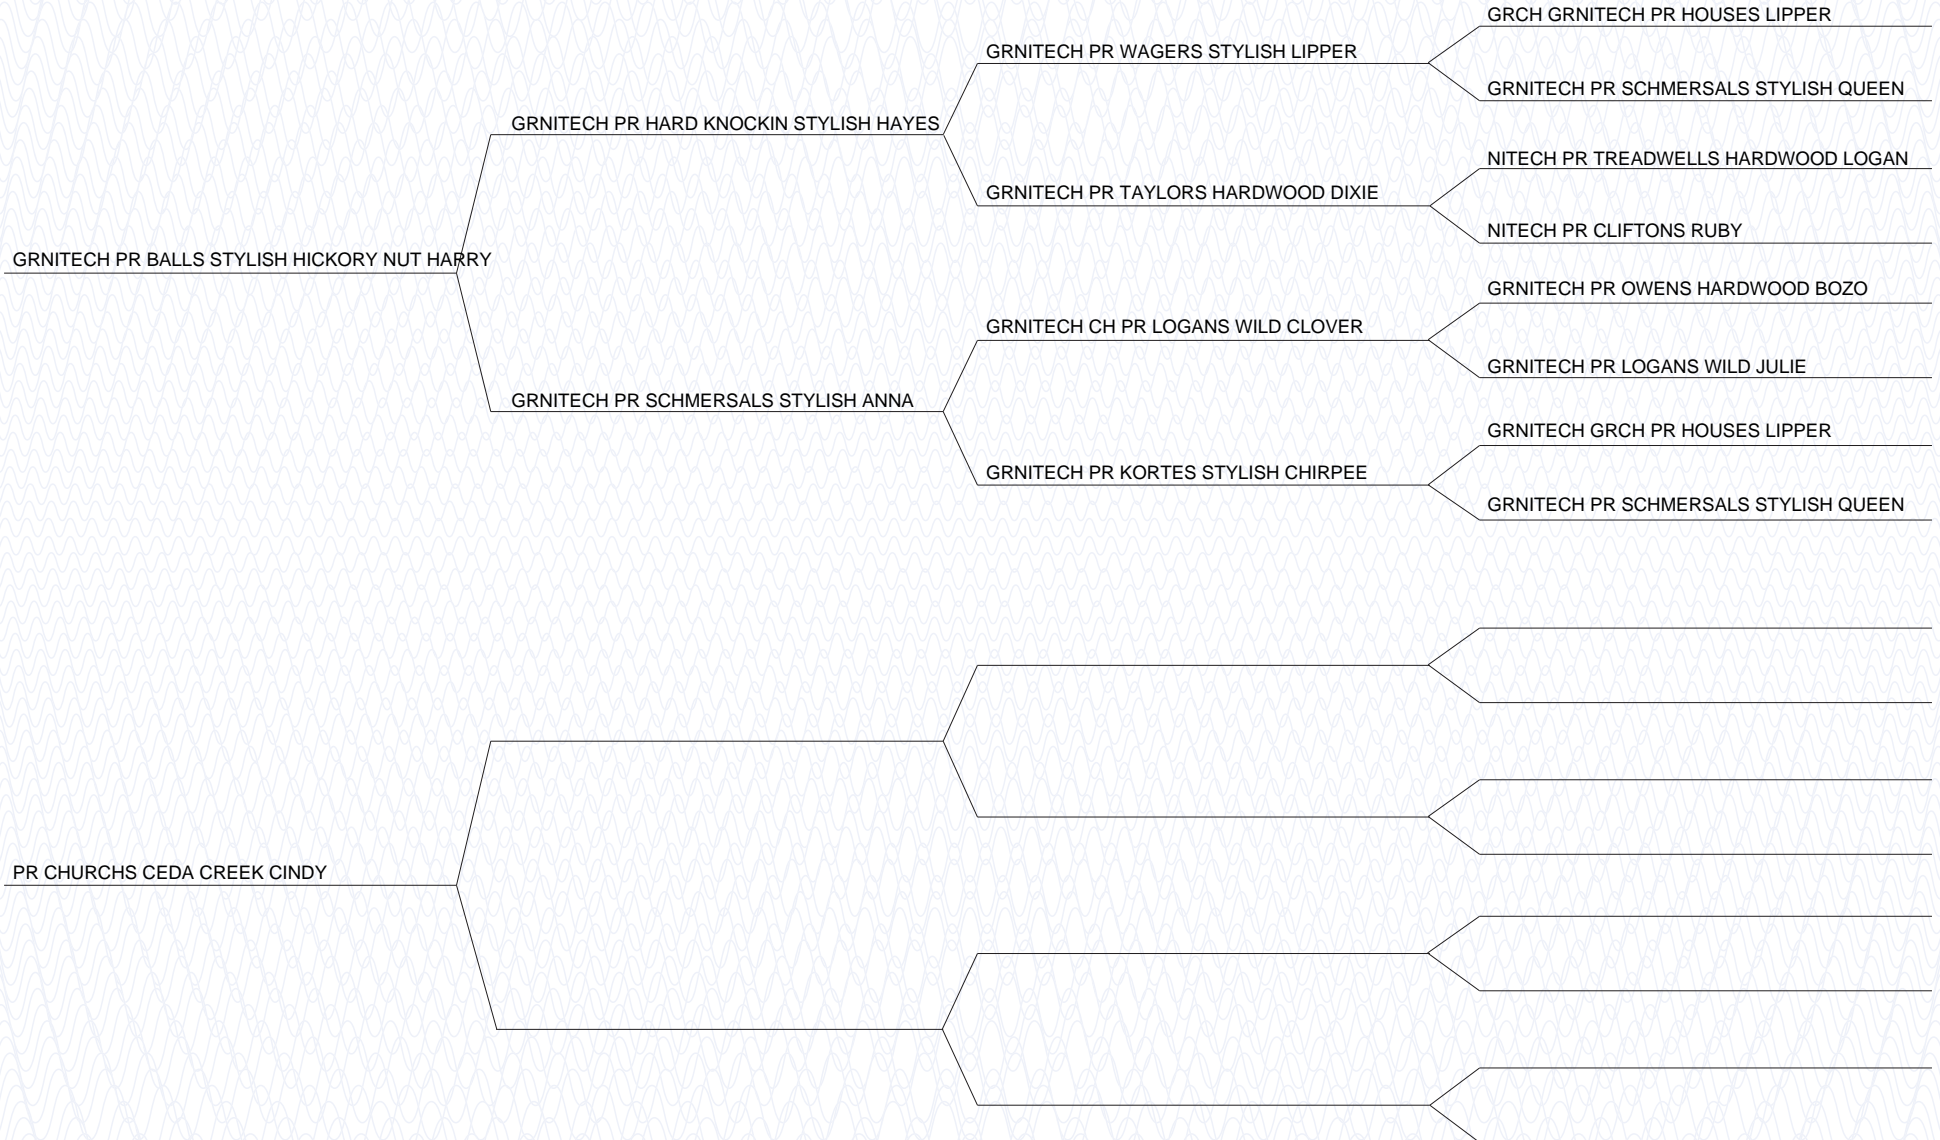 GRCH GRNITECH PR HOUSES LIPPER
GRNITECH PR WAGERS STYLISH LIPPER
GRNITECH PR SCHMERSALS STYLISH QUEEN
GRNITECH PR HARD KNOCKIN STYLISH HAYES
NITECH PR TREADWELLS HARDWOOD LOGAN
GRNITECH PR TAYLORS HARDWOOD DIXIE
NITECH PR CLIFTONS RUBY
GRNITECH PR BALLS STYLISH HICKORY NUT HARRY
GRNITECH PR OWENS HARDWOOD BOZO
GRNITECH CH PR LOGANS WILD CLOVER
GRNITECH PR LOGANS WILD JULIE
GRNITECH PR SCHMERSALS STYLISH ANNA
GRNITECH GRCH PR HOUSES LIPPER
GRNITECH PR KORTES STYLISH CHIRPEE
GRNITECH PR SCHMERSALS STYLISH QUEEN
PR CHURCHS CEDA CREEK CINDY